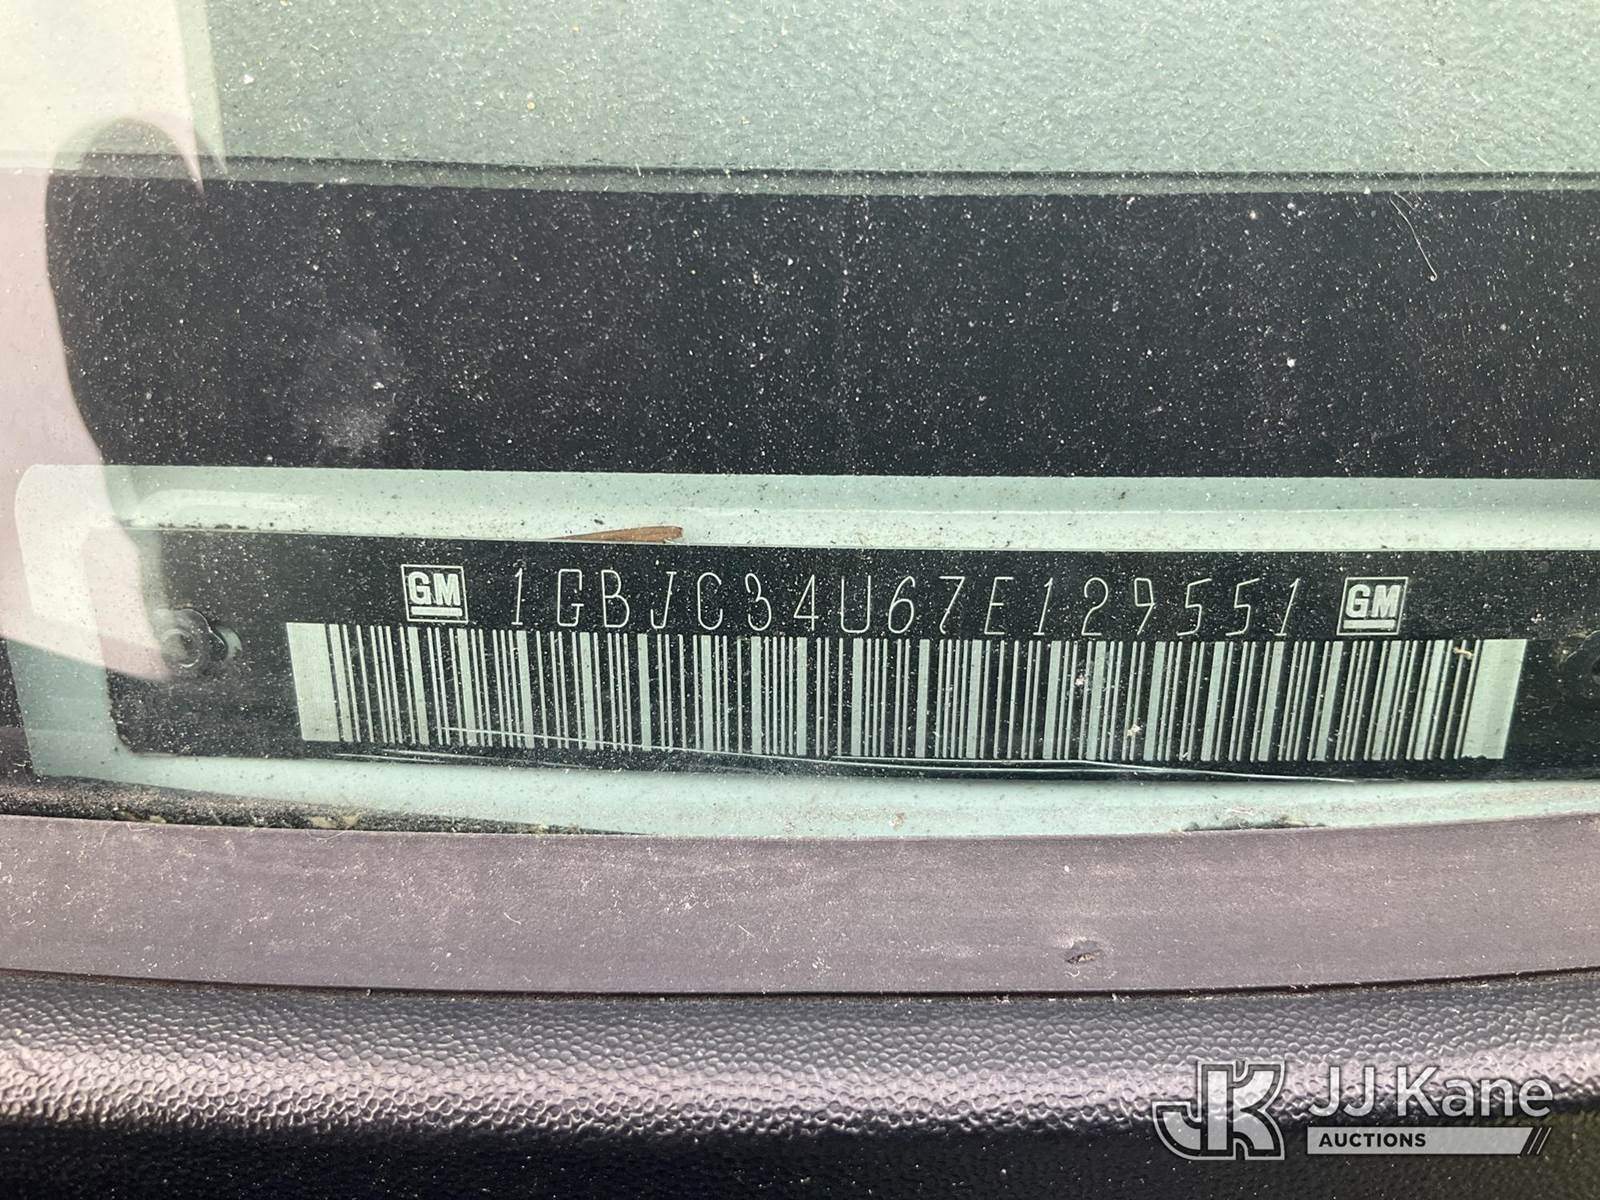 GM 1GBJC34U67E129551 GM
JJ Kane
AUCTIONS